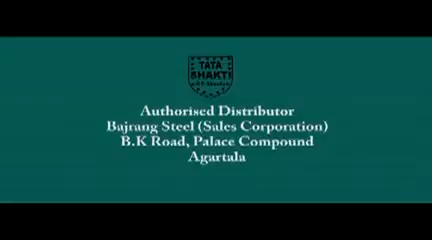 TATA
SHAKTI
Authorised Distributor
Bajrang Steel (Sales Corporation)
B.K Road, Palace Compound
Agartala